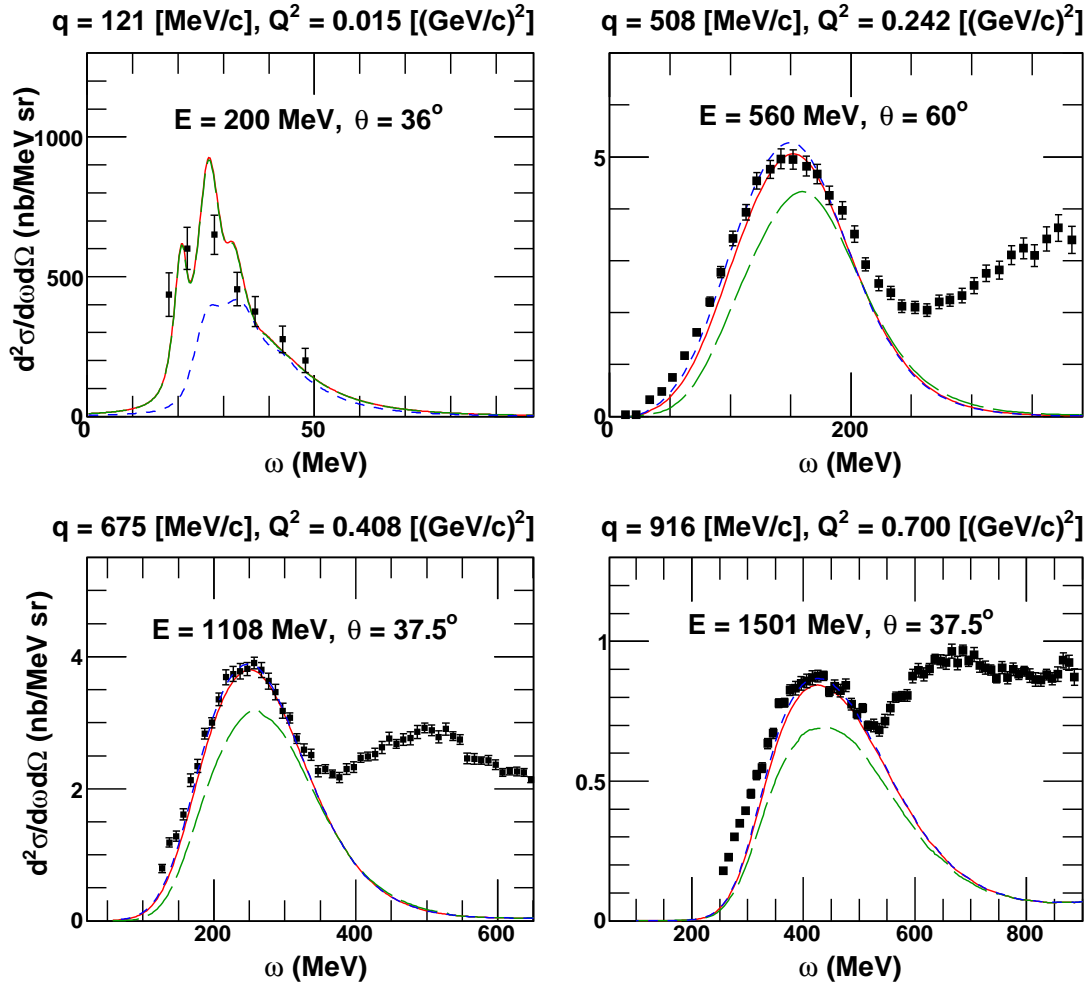 q = 121 [MeV/c], Q² = 0.015 [(GeV/c)²]
d²σ/dωdΩ (nb/MeV sr)
E = 200 MeV, θ = 36°
1000
500
0
0 50
ω (MeV)
q = 508 [MeV/c], Q² = 0.242 [(GeV/c)²]
E = 560 MeV, θ = 60°
5
0
0 200
ω (MeV)
q = 675 [MeV/c], Q² = 0.408 [(GeV/c)²]
d²σ/dωdΩ (nb/MeV sr)
E = 1108 MeV, θ = 37.5°
4
2
0
200 400 600
ω (MeV)
q = 916 [MeV/c], Q² = 0.700 [(GeV/c)²]
E = 1501 MeV, θ = 37.5°
1
0.5
0
200 400 600 800
ω (MeV)